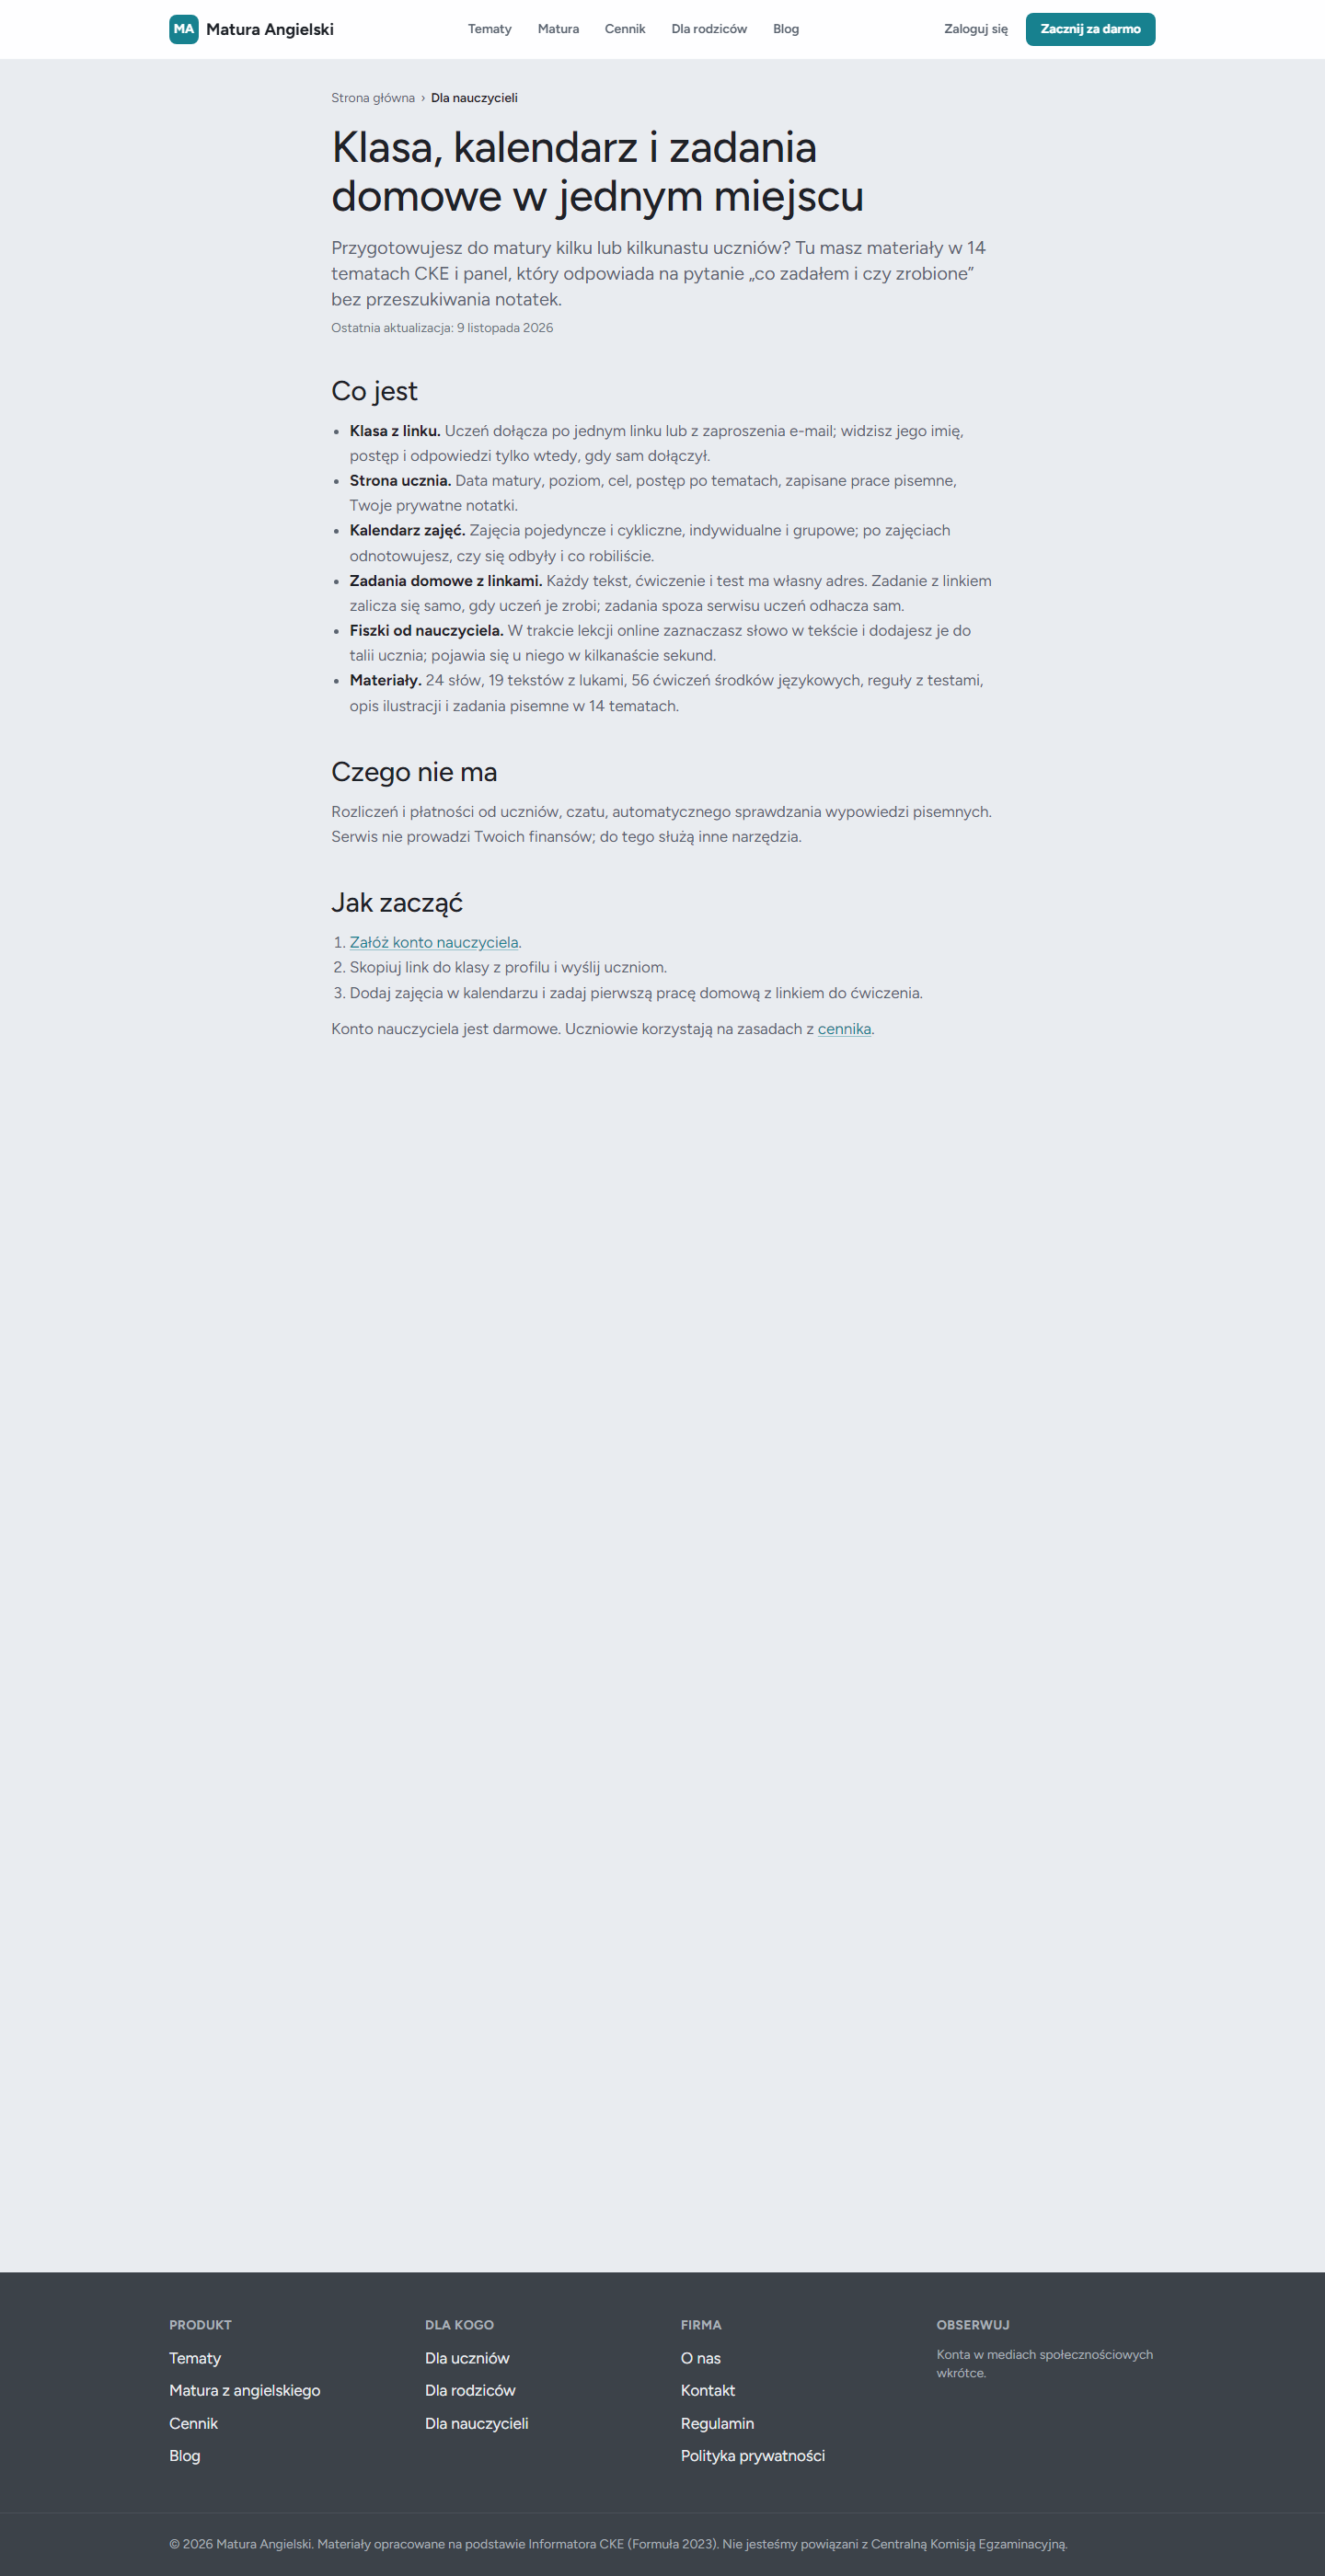 MA Matura Angielski Tematy Matura Cennik Dla rodziców Blog Zaloguj się Zacznij za darmo
Strona główna › Dla nauczycieli
Klasa, kalendarz i zadania
domowe w jednym miejscu
Przygotowujesz do matury kilku lub kilkunastu uczniów? Tu masz materiały w 14
tematach CKE i panel, który odpowiada na pytanie „co zadałem i czy zrobione”
bez przeszukiwania notatek.
Ostatnia aktualizacja: 9 listopada 2026
Co jest
• Klasa z linku. Uczeń dołącza po jednym linku lub z zaproszenia e-mail; widzisz jego imię,
postęp i odpowiedzi tylko wtedy, gdy sam dołączył.
• Strona ucznia. Data matury, poziom, cel, postęp po tematach, zapisane prace pisemne,
Twoje prywatne notatki.
• Kalendarz zajęć. Zajęcia pojedyncze i cykliczne, indywidualne i grupowe; po zajęciach
odnotowujesz, czy się odbyły i co robiliście.
• Zadania domowe z linkami. Każdy tekst, ćwiczenie i test ma własny adres. Zadanie z linkiem
zalicza się samo, gdy uczeń je zrobi; zadania spoza serwisu uczeń odhacza sam.
• Fiszki od nauczyciela. W trakcie lekcji online zaznaczasz słowo w tekście i dodajesz je do
talii ucznia; pojawia się u niego w kilkanaście sekund.
• Materiały. 24 słów, 19 tekstów z lukami, 56 ćwiczeń środków językowych, reguły z testami,
opis ilustracji i zadania pisemne w 14 tematach.
Czego nie ma
Rozliczeń i płatności od uczniów, czatu, automatycznego sprawdzania wypowiedzi pisemnych.
Serwis nie prowadzi Twoich finansów; do tego służą inne narzędzia.
Jak zacząć
1. Załóż konto nauczyciela.
2. Skopiuj link do klasy z profilu i wyślij uczniom.
3. Dodaj zajęcia w kalendarzu i zadaj pierwszą pracę domową z linkiem do ćwiczenia.
Konto nauczyciela jest darmowe. Uczniowie korzystają na zasadach z cennika.
PRODUKT
Tematy
Matura z angielskiego
Cennik
Blog
DLA KOGO
Dla uczniów
Dla rodziców
Dla nauczycieli
FIRMA
O nas
Kontakt
Regulamin
Polityka prywatności
OBSERWUJ
Konta w mediach społecznościowych
wkrótce.
© 2026 Matura Angielski. Materiały opracowane na podstawie Informatora CKE (Formuła 2023). Nie jesteśmy powiązani z Centralną Komisją Egzaminacyjną.